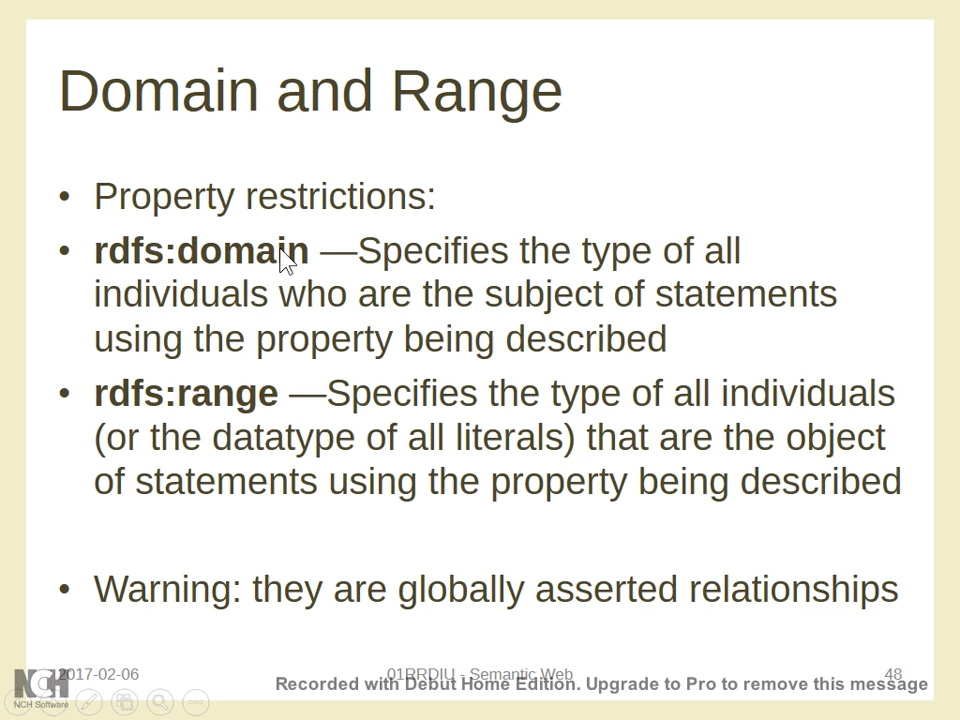 Domain and Range
• Property restrictions:
• rdfs:domain —Specifies the type of all
individuals who are the subject of statements
using the property being described
• rdfs:range —Specifies the type of all individuals
(or the datatype of all literals) that are the object
of statements using the property being described
• Warning: they are globally asserted relationships
2017-02-06
01RRDIU - Semantic Web
48
Recorded with Debut Home Edition. Upgrade to Pro to remove this message
NCH
NCH Software